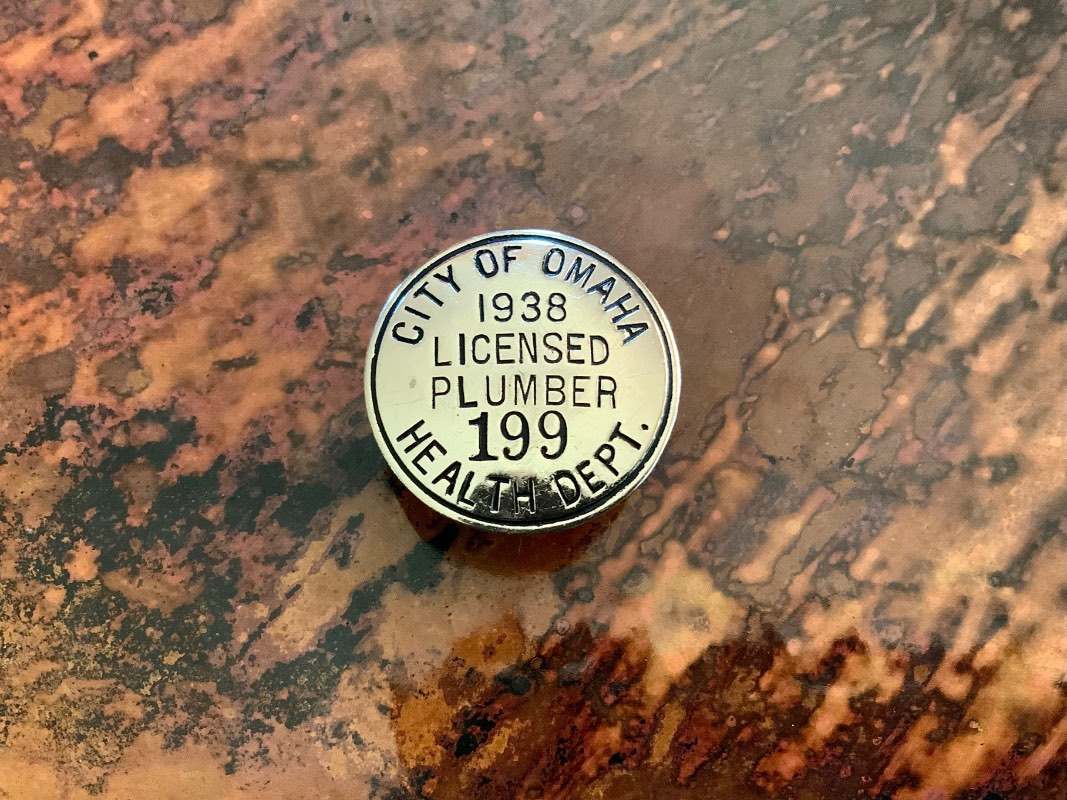 CITY OF OMAHA
1938
LICENSED
PLUMBER
199
HEALTH DEPT.